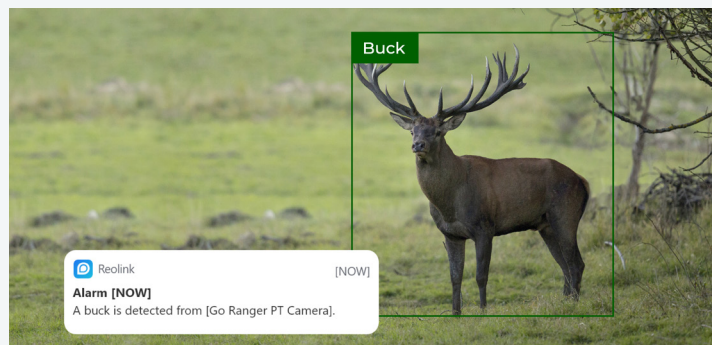 Buck
Reolink [NOW]
Alarm [NOW]
A buck is detected from [Go Ranger PT Camera].